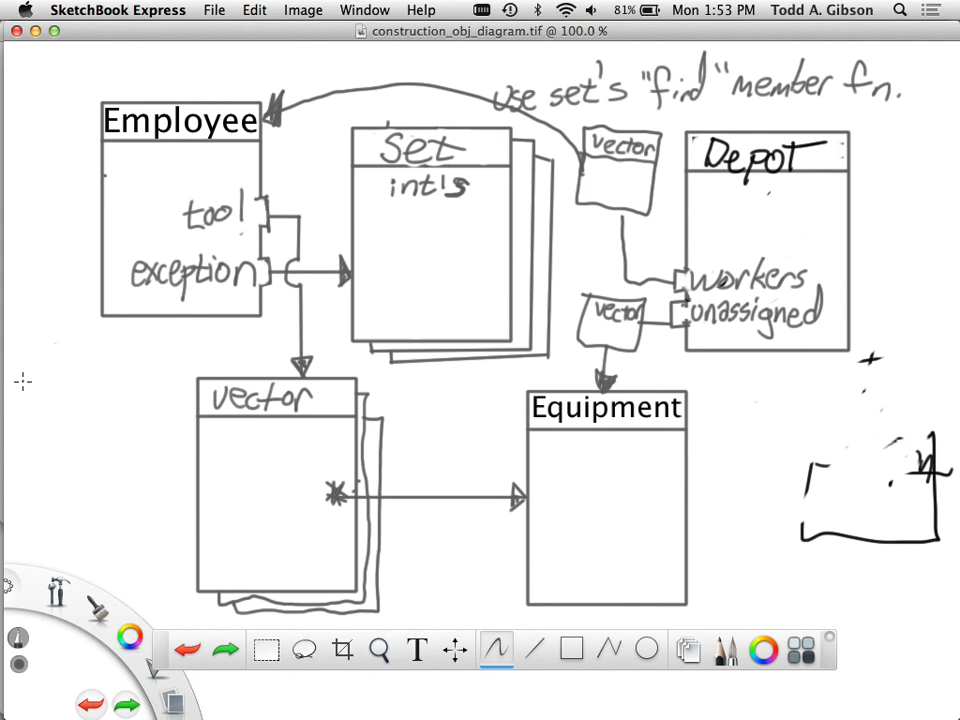 SketchBook Express File Edit Image Window Help 81% Mon 1:53 PM Todd A. Gibson
construction_obj_diagram.tif @ 100.0 %
use set's "find" member fn.
Employee
set
vector
Depot
int's
tool
exception
workers
vector
unassigned
vector
Equipment
T